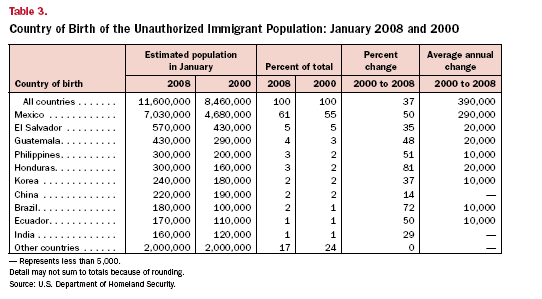 Table 3.
Country of Birth of the Unauthorized Immigrant Population: January 2008 and 2000
Estimated population in January Percent of total Percent change Average annual change
Country of birth 2008 2000 2008 2000 2000 to 2008 2000 to 2008
All countries . . . . . . . 11,600,000 8,460,000 100 100 37 390,000
Mexico . . . . . . . . . . . . 7,030,000 4,680,000 61 55 50 290,000
El Salvador . . . . . . . . . 570,000 430,000 5 5 35 20,000
Guatemala. . . . . . . . . . 430,000 290,000 4 3 48 20,000
Philippines. . . . . . . . . . 300,000 200,000 3 2 51 10,000
Honduras. . . . . . . . . . . 300,000 160,000 3 2 81 20,000
Korea . . . . . . . . . . . . . 240,000 180,000 2 2 37 10,000
China . . . . . . . . . . . . . 220,000 190,000 2 2 14 —
Brazil. . . . . . . . . . . . . . 180,000 100,000 2 1 72 10,000
Ecuador. . . . . . . . . . . . 170,000 110,000 1 1 50 10,000
India . . . . . . . . . . . . . . 160,000 120,000 1 1 29 —
Other countries . . . . . . 2,000,000 2,000,000 17 24 0 —
— Represents less than 5,000.
Detail may not sum to totals because of rounding.
Source: U.S. Department of Homeland Security.